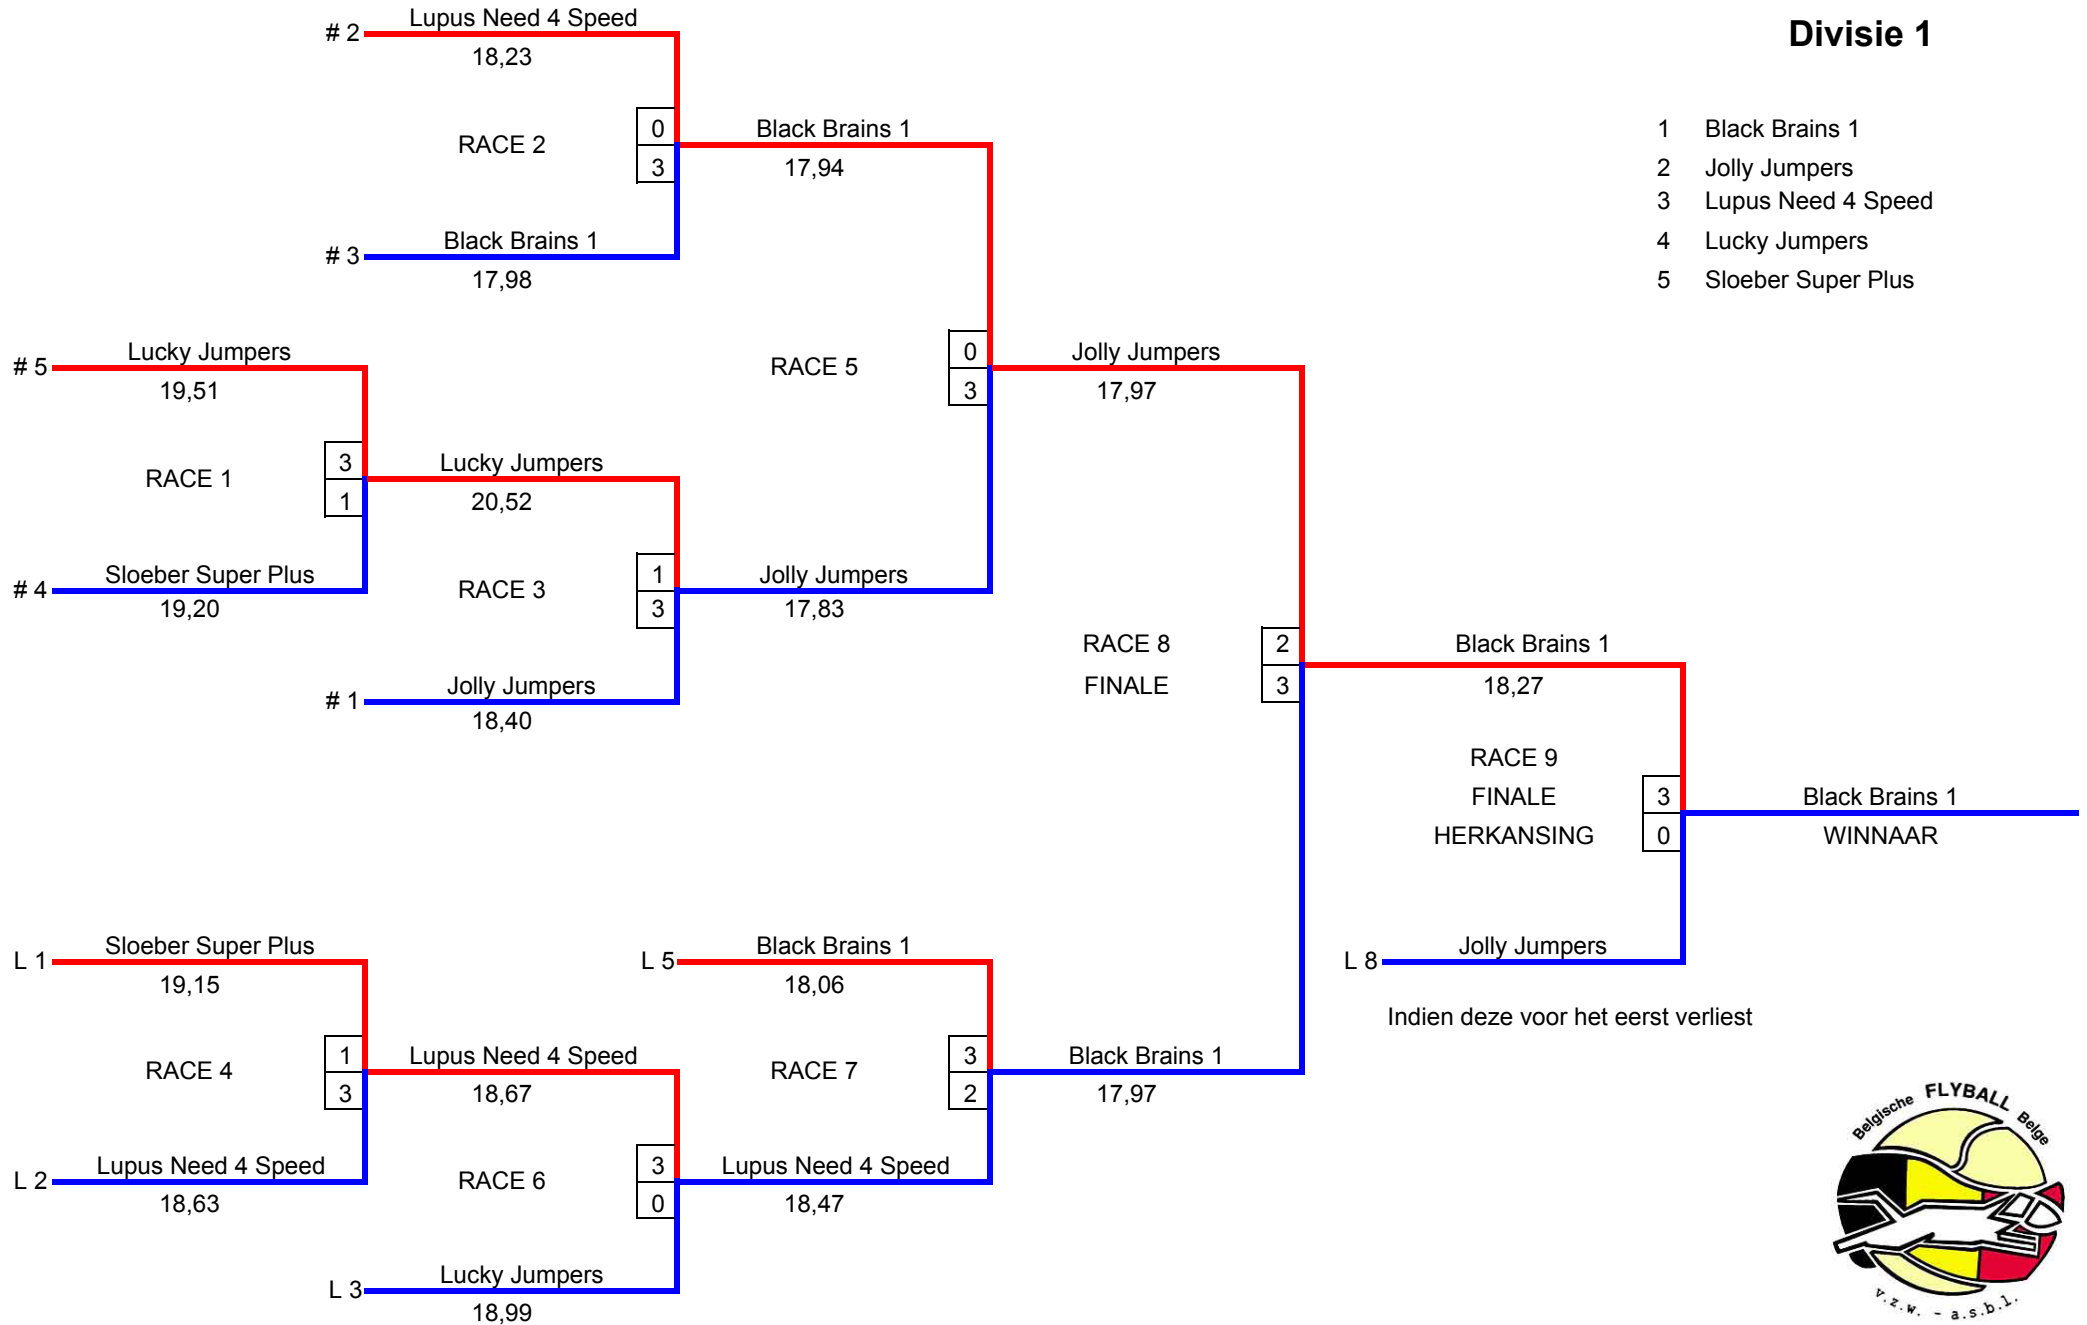 Divisie 1
1 Black Brains 1
2 Jolly Jumpers
3 Lupus Need 4 Speed
4 Lucky Jumpers
5 Sloeber Super Plus
# 2 Lupus Need 4 Speed
18,23
RACE 2
0
3
# 3 Black Brains 1
17,98
Black Brains 1
17,94
# 5 Lucky Jumpers
19,51
RACE 1
3
1
# 4 Sloeber Super Plus
19,20
Lucky Jumpers
20,52
RACE 3
1
3
# 1 Jolly Jumpers
18,40
RACE 5
0
3
Jolly Jumpers
17,83
Jolly Jumpers
17,97
RACE 8
FINALE
2
3
Black Brains 1
18,27
RACE 9
FINALE
HERKANSING
3
0
Black Brains 1
WINNAAR
L 8 Jolly Jumpers
Indien deze voor het eerst verliest
L 1 Sloeber Super Plus
19,15
RACE 4
1
3
L 2 Lupus Need 4 Speed
18,63
Lupus Need 4 Speed
18,67
RACE 6
3
0
L 3 Lucky Jumpers
18,99
L 5 Black Brains 1
18,06
RACE 7
3
2
Lupus Need 4 Speed
18,47
Black Brains 1
17,97
Belgische FLYBALL Belge
v.z.w. - a.s.b.l.